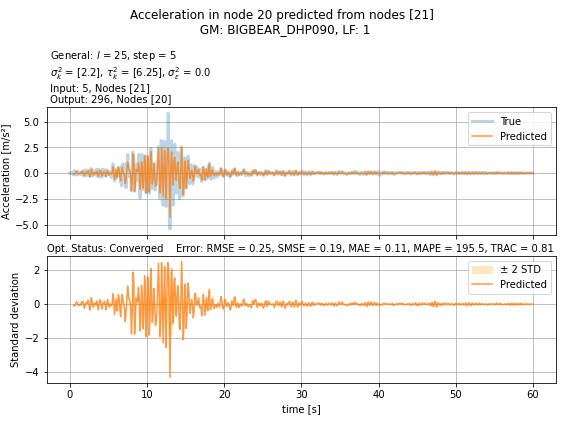 Acceleration in node 20 predicted from nodes [21]
GM: BIGBEAR_DHP090, LF: 1
General: l = 25, step = 5
σ²ₖ = [2.2], τ²ₖ = [6.25], σ²ε = 0.0
Input: 5, Nodes [21]
Output: 296, Nodes [20]
Acceleration [m/s²]
5.0
2.5
0.0
−2.5
−5.0
True
Predicted
Opt. Status: Converged Error: RMSE = 0.25, SMSE = 0.19, MAE = 0.11, MAPE = 195.5, TRAC = 0.81
Standard deviation
2
0
−2
−4
± 2 STD
Predicted
0 10 20 30 40 50 60
time [s]